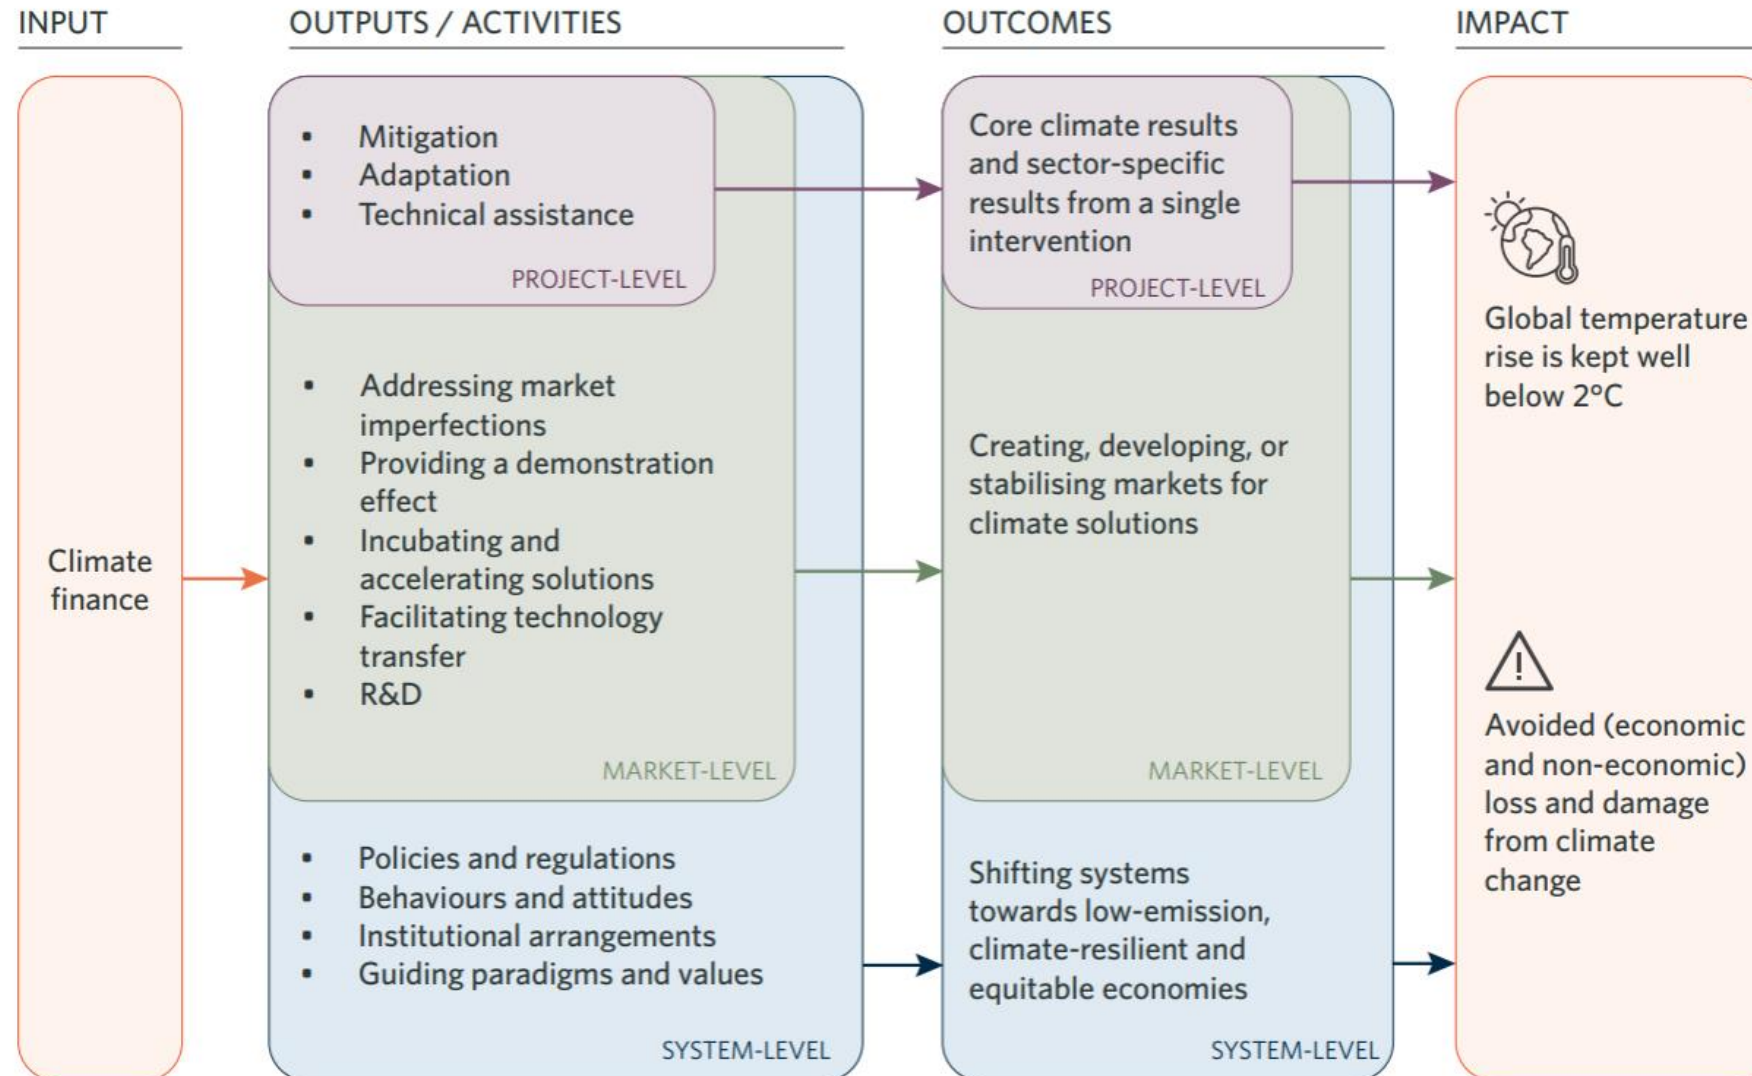 INPUT
OUTPUTS / ACTIVITIES
OUTCOMES
IMPACT
Climate
finance
▪ Mitigation
▪ Adaptation
▪ Technical assistance
PROJECT-LEVEL
▪ Addressing market
imperfections
▪ Providing a demonstration
effect
▪ Incubating and
accelerating solutions
▪ Facilitating technology
transfer
▪ R&D
MARKET-LEVEL
▪ Policies and regulations
▪ Behaviours and attitudes
▪ Institutional arrangements
▪ Guiding paradigms and values
SYSTEM-LEVEL
Core climate results
and sector-specific
results from a single
intervention
PROJECT-LEVEL
Creating, developing, or
stabilising markets for
climate solutions
MARKET-LEVEL
Shifting systems
towards low-emission,
climate-resilient and
equitable economies
SYSTEM-LEVEL
Global temperature
rise is kept well
below 2°C
!
Avoided (economic
and non-economic)
loss and damage
from climate
change